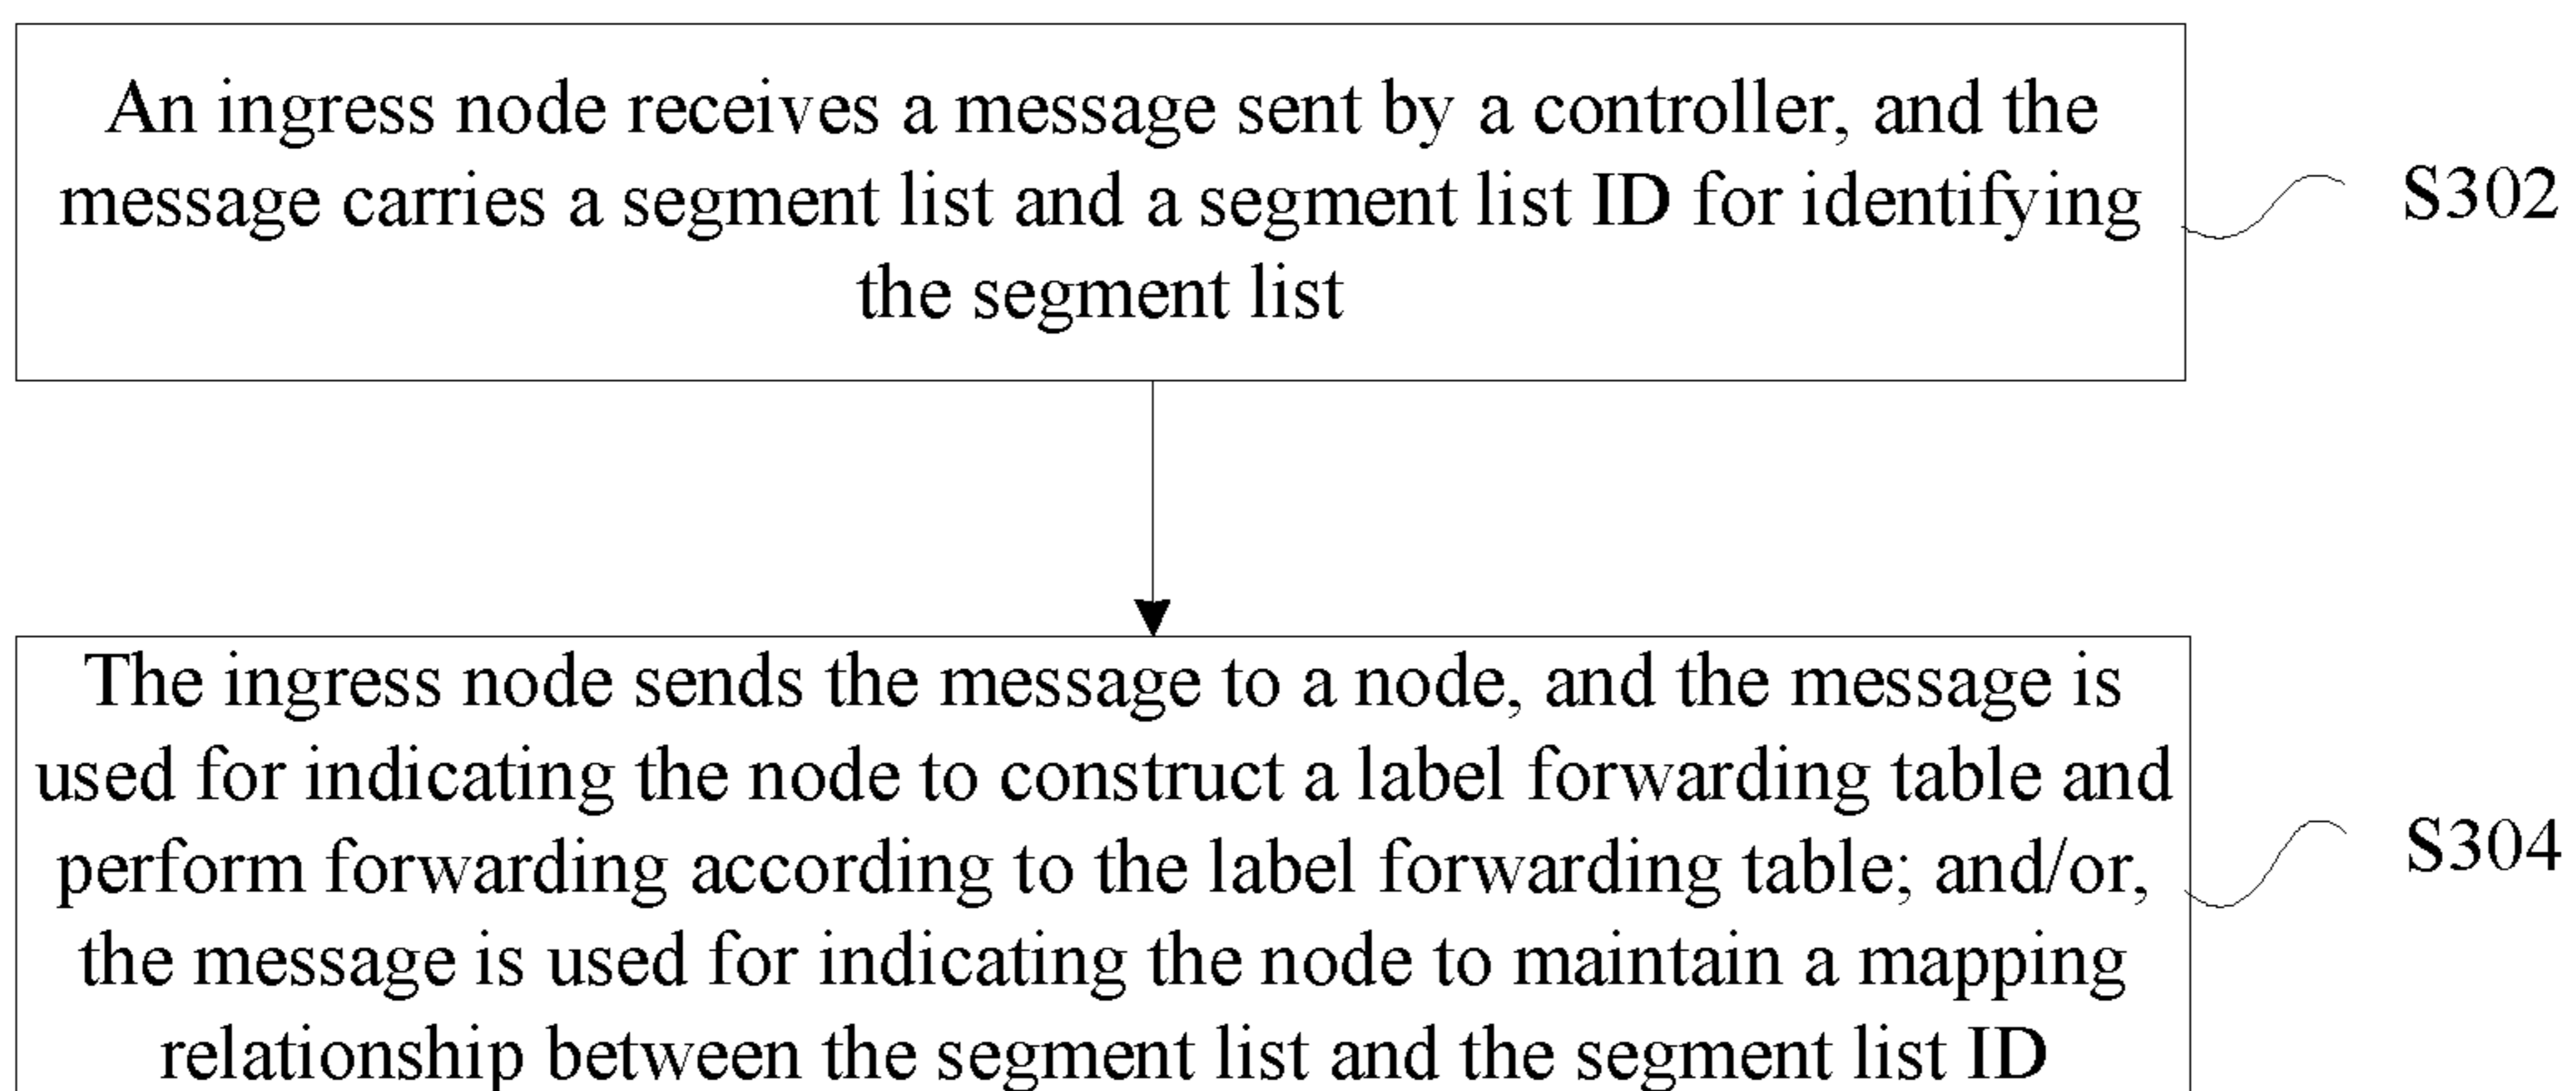 An ingress node receives a message sent by a controller, and the
message carries a segment list and a segment list ID for identifying
the segment list
S302
The ingress node sends the message to a node, and the message is
used for indicating the node to construct a label forwarding table and
perform forwarding according to the label forwarding table; and/or,
the message is used for indicating the node to maintain a mapping
relationship between the segment list and the segment list ID
S304